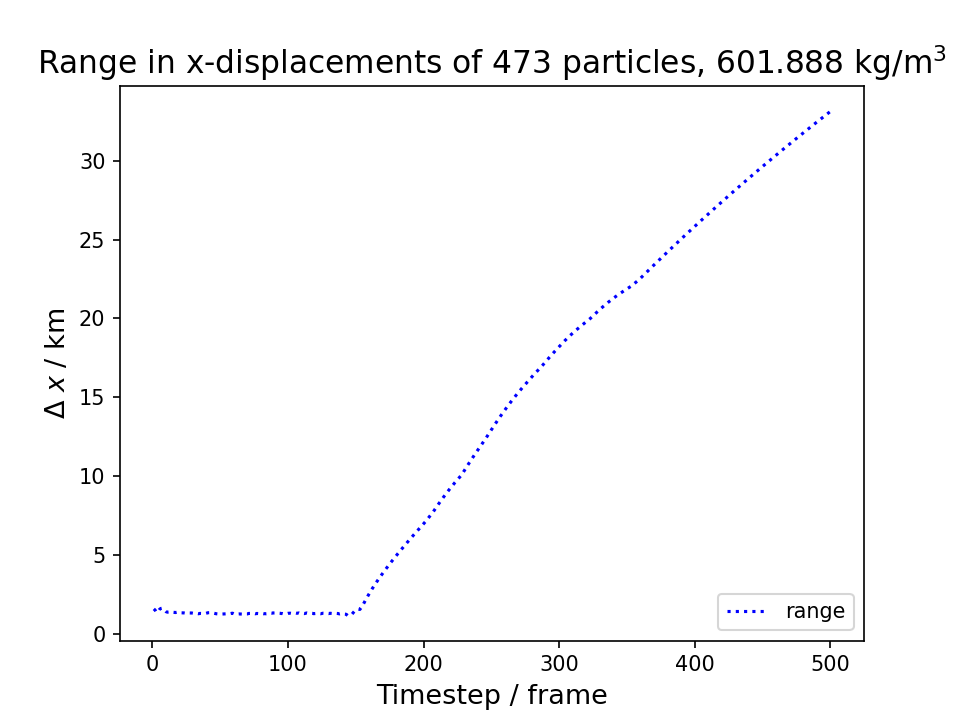 Range in x-displacements of 473 particles, 601.888 kg/m³
Δ x / km
30
25
20
15
10
5
0
0 100 200 300 400 500
Timestep / frame
range